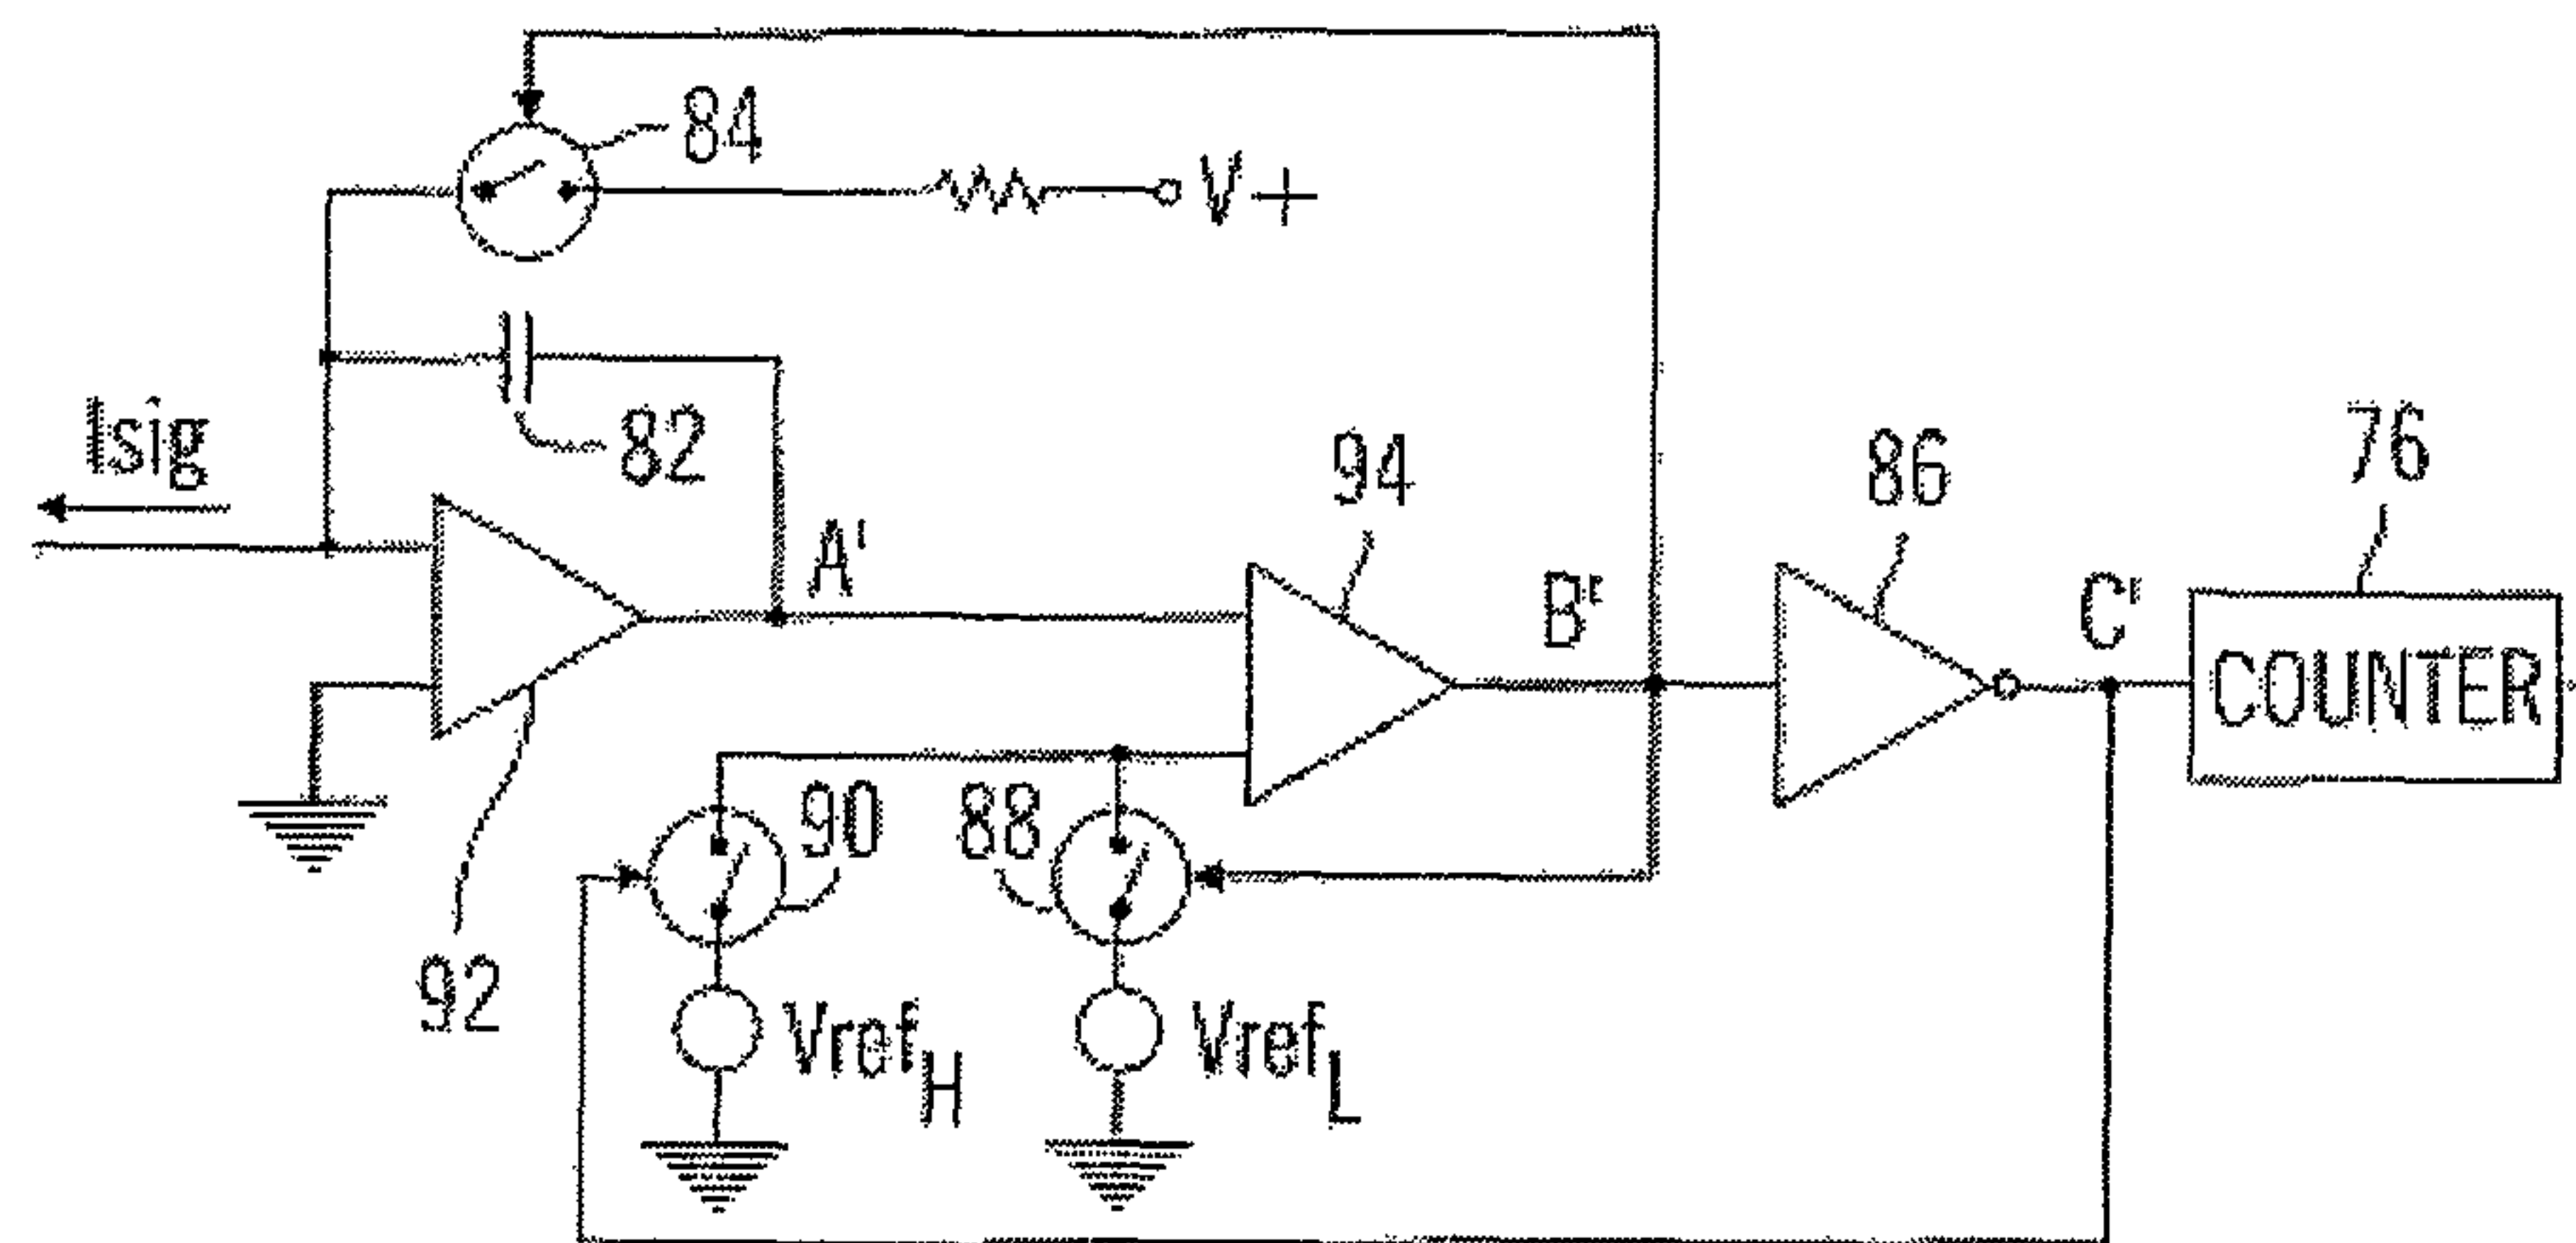 84
V+
Isig
82
A'
94
B'
86
C'
76
COUNTER
90
88
92
VrefH
VrefL